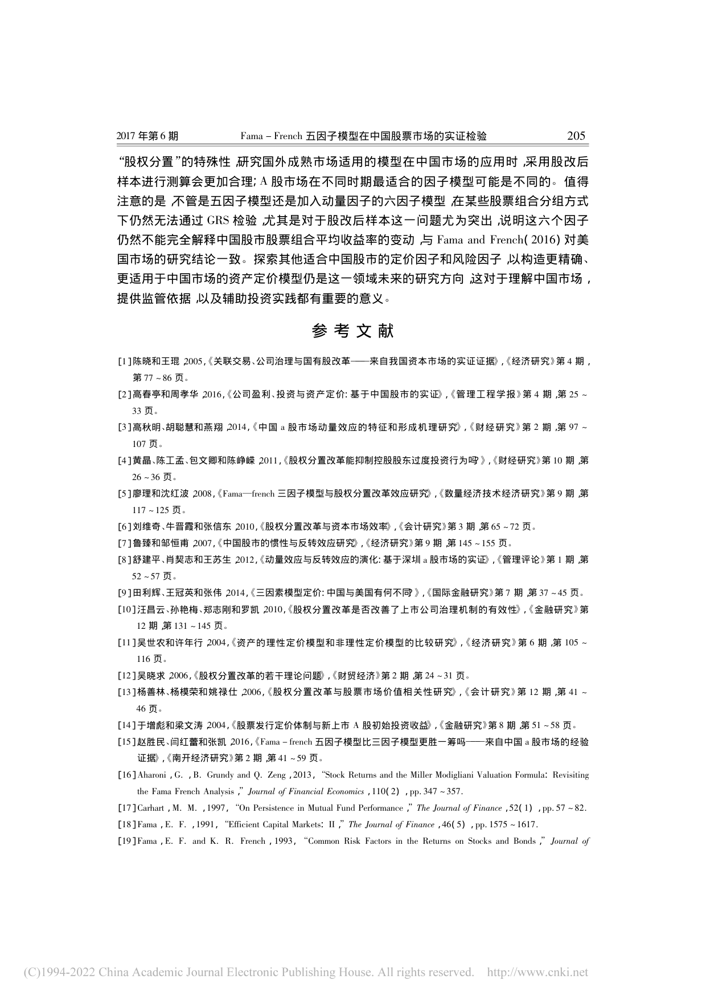 2017 年第 6 期 Fama – French 五因子模型在中国股票市场的实证检验 205
“股权分置”的特殊性,研究国外成熟市场适用的模型在中国市场的应用时,采用股改后
样本进行测算会更加合理; A 股市场在不同时期最适合的因子模型可能是不同的。值得
注意的是,不管是五因子模型还是加入动量因子的六因子模型,在某些股票组合分组方式
下仍然无法通过 GRS 检验,尤其是对于股改后样本这一问题尤为突出,说明这六个因子
仍然不能完全解释中国股市股票组合平均收益率的变动,与 Fama and French( 2016) 对美
国市场的研究结论一致。探索其他适合中国股市的定价因子和风险因子,以构造更精确、
更适用于中国市场的资产定价模型仍是这一领域未来的研究方向,这对于理解中国市场,
提供监管依据,以及辅助投资实践都有重要的意义。
参 考 文 献
[1]陈晓和王琨,2005,《关联交易、公司治理与国有股改革——来自我国资本市场的实证证据》,《经济研究》第 4 期,
第 77 ~ 86 页。
[2]高春亭和周孝华,2016,《公司盈利、投资与资产定价: 基于中国股市的实证》,《管理工程学报》第 4 期,第 25 ~
33 页。
[3]高秋明、胡聪慧和燕翔,2014,《中国 a 股市场动量效应的特征和形成机理研究》,《财经研究》第 2 期,第 97 ~
107 页。
[4]黄晶、陈工孟、包文卿和陈峥嵘,2011,《股权分置改革能抑制控股股东过度投资行为吗?》,《财经研究》第 10 期,第
26 ~ 36 页。
[5]廖理和沈红波,2008,《Fama—french 三因子模型与股权分置改革效应研究》,《数量经济技术经济研究》第 9 期,第
117 ~ 125 页。
[6]刘维奇、牛晋霞和张信东,2010,《股权分置改革与资本市场效率》,《会计研究》第 3 期,第 65 ~ 72 页。
[7]鲁臻和邹恒甫,2007,《中国股市的惯性与反转效应研究》,《经济研究》第 9 期,第 145 ~ 155 页。
[8]舒建平、肖契志和王苏生,2012,《动量效应与反转效应的演化: 基于深圳 a 股市场的实证》,《管理评论》第 1 期,第
52 ~ 57 页。
[9]田利辉、王冠英和张伟,2014,《三因素模型定价: 中国与美国有何不同?》,《国际金融研究》第 7 期,第 37 ~ 45 页。
[10]汪昌云、孙艳梅、郑志刚和罗凯,2010,《股权分置改革是否改善了上市公司治理机制的有效性》,《金融研究》第
12 期,第 131 ~ 145 页。
[11]吴世农和许年行,2004,《资产的理性定价模型和非理性定价模型的比较研究》,《经济研究》第 6 期,第 105 ~
116 页。
[12]吴晓求,2006,《股权分置改革的若干理论问题》,《财贸经济》第 2 期,第 24 ~ 31 页。
[13]杨善林、杨模荣和姚禄仕,2006,《股权分置改革与股票市场价值相关性研究》,《会计研究》第 12 期,第 41 ~
46 页。
[14]于增彪和梁文涛,2004,《股票发行定价体制与新上市 A 股初始投资收益》,《金融研究》第 8 期,第 51 ~ 58 页。
[15]赵胜民、闫红蕾和张凯,2016,《Fama – french 五因子模型比三因子模型更胜一筹吗——来自中国 a 股市场的经验
证据》,《南开经济研究》第 2 期,第 41 ~ 59 页。
[16]Aharoni ,G. ,B. Grundy and Q. Zeng ,2013, “Stock Returns and the Miller Modigliani Valuation Formula: Revisiting
the Fama French Analysis ,” Journal of Financial Economics ,110( 2) ,pp. 347 ~ 357.
[17]Carhart ,M. M. ,1997, “On Persistence in Mutual Fund Performance ,” The Journal of Finance ,52( 1) ,pp. 57 ~ 82.
[18]Fama ,E. F. ,1991, “Efficient Capital Markets: II ,” The Journal of Finance ,46( 5) ,pp. 1575 ~ 1617.
[19]Fama ,E. F. and K. R. French ,1993, “Common Risk Factors in the Returns on Stocks and Bonds ,” Journal of
(C)1994-2022 China Academic Journal Electronic Publishing House. All rights reserved. http://www.cnki.net